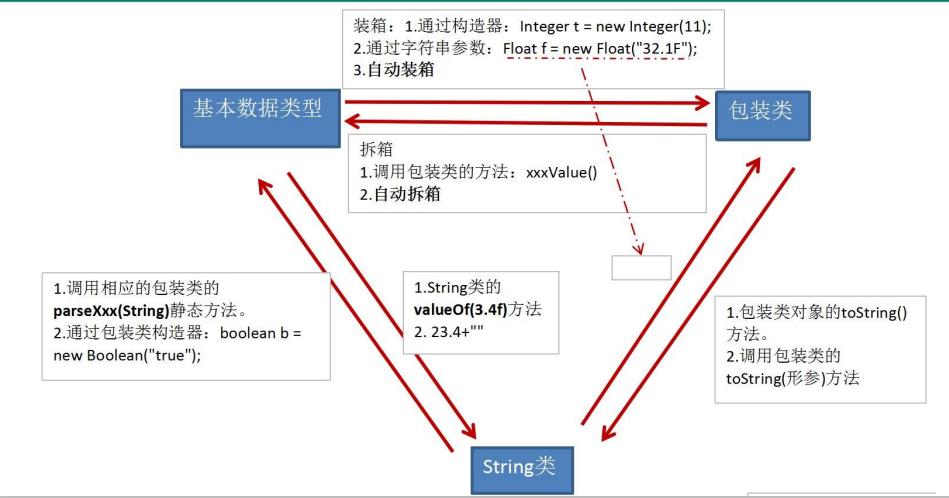 装箱：1.通过构造器：Integer t = new Integer(11);
2.通过字符串参数：Float f = new Float("32.1F");
3.自动装箱
基本数据类型
包装类
拆箱
1.调用包装类的方法：xxxValue()
2.自动拆箱
1.调用相应的包装类的
parseXxx(String)静态方法。
2.通过包装类构造器：boolean b =
new Boolean("true");
1.String类的
valueOf(3.4f)方法
2. 23.4+""
1.包装类对象的toString()
方法。
2.调用包装类的
toString(形参)方法
String类